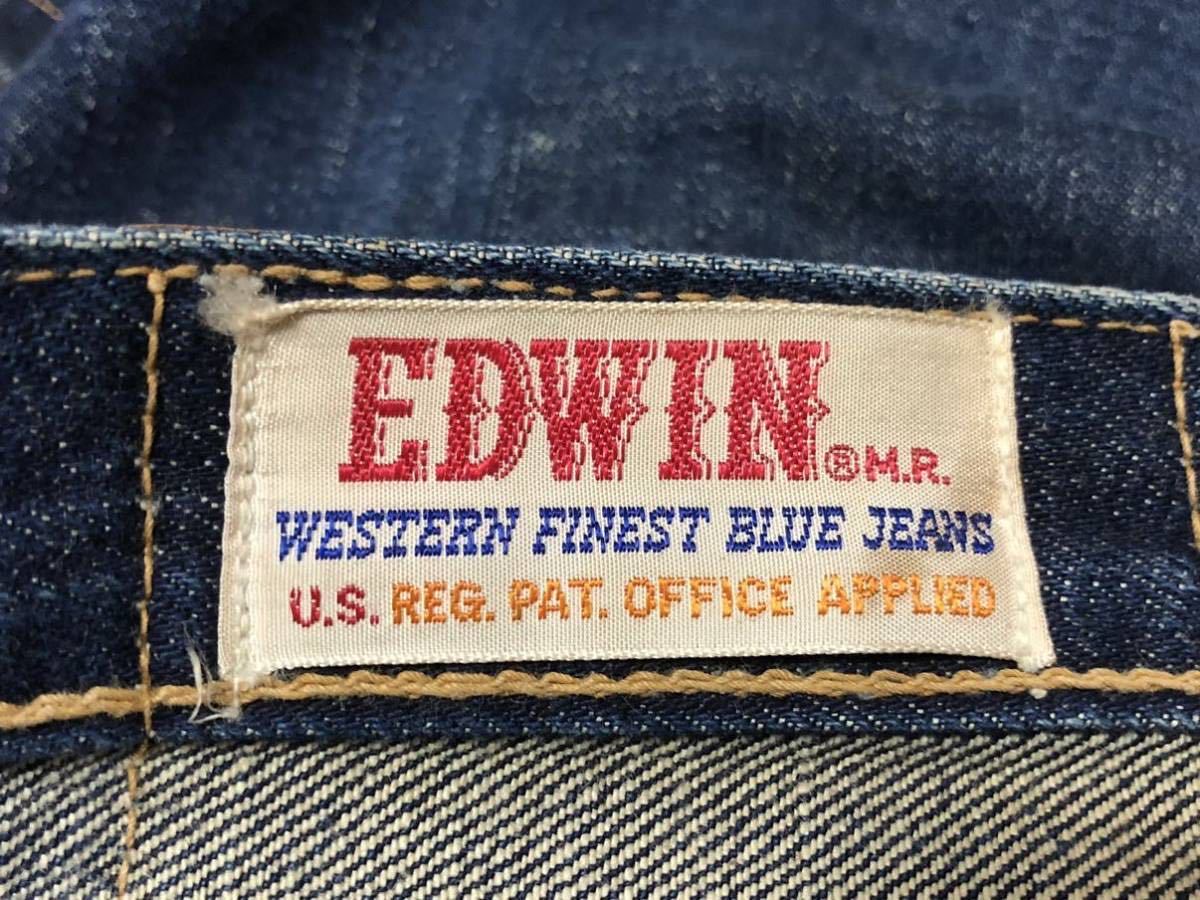 EDWIN ® M.R.
WESTERN FINEST BLUE JEANS
U.S. REG. PAT. OFFICE APPLIED